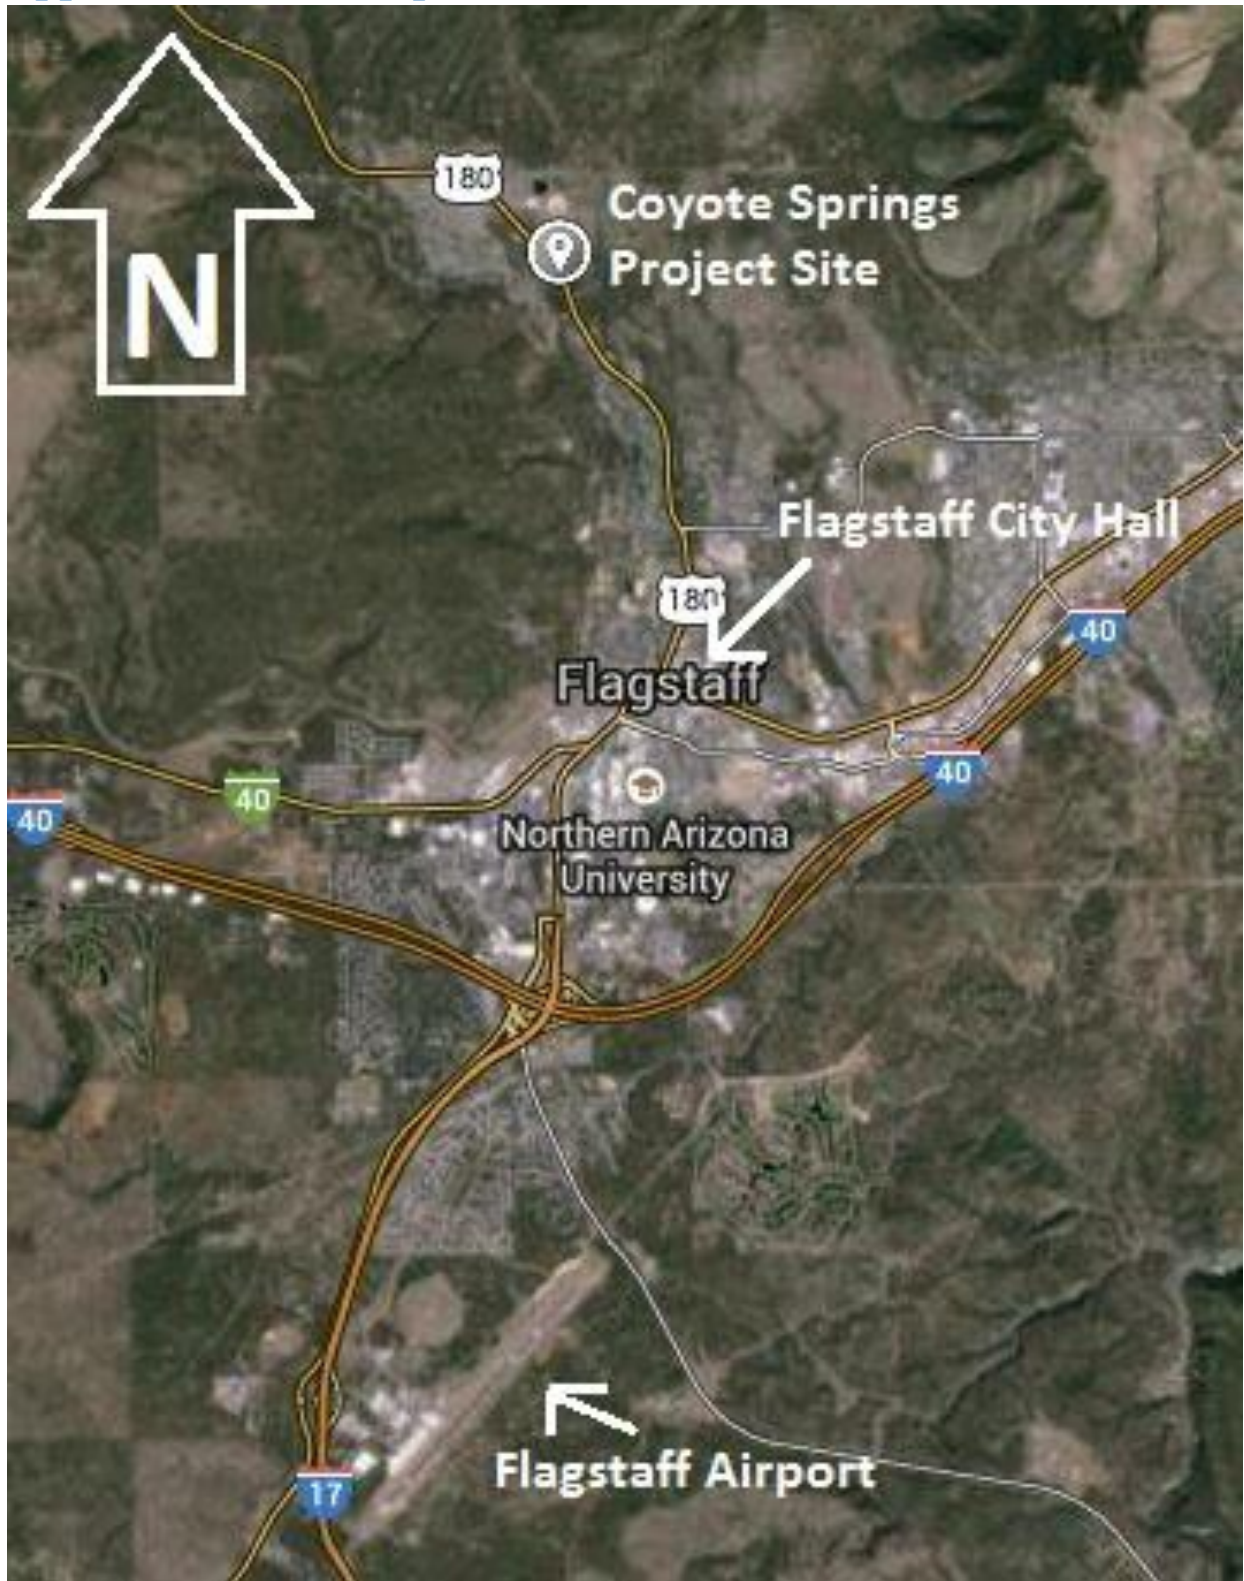 180
Coyote Springs
Project Site
N
Flagstaff City Hall
180
40
Flagstaff
40
40
40
Northern Arizona
University
Flagstaff Airport
17